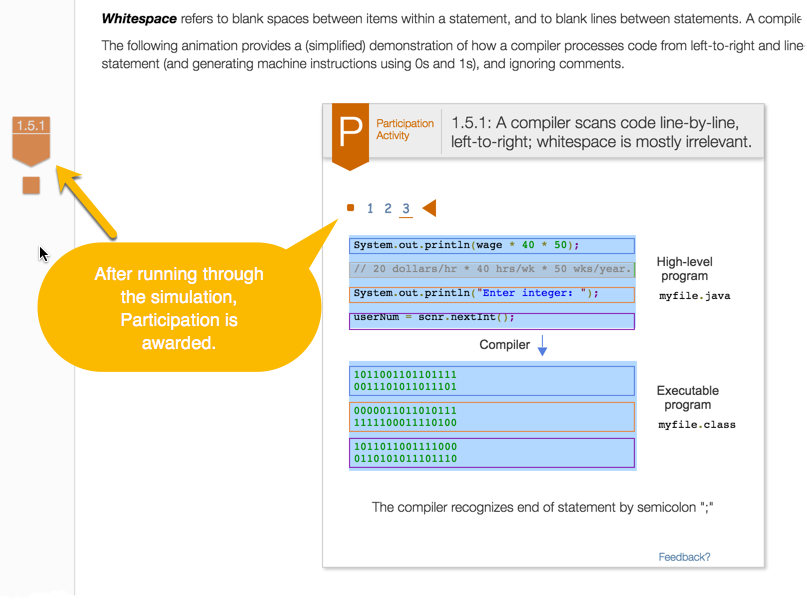 Whitespace refers to blank spaces between items within a statement, and to blank lines between statements. A compile
The following animation provides a (simplified) demonstration of how a compiler processes code from left-to-right and line
statement (and generating machine instructions using 0s and 1s), and ignoring comments.
1.5.1
P
Participation
Activity
1.5.1: A compiler scans code line-by-line,
left-to-right; whitespace is mostly irrelevant.
1 2 3
System.out.println(wage * 40 * 50);
// 20 dollars/hr * 40 hrs/wk * 50 wks/year.
System.out.println("Enter integer: ");
userNum = scnr.nextInt();
High-level
program
myfile.java
After running through
the simulation,
Participation is
awarded.
Compiler
1011001101101111
0011101011011101
0000011011010111
1111100011110100
1011011001111000
0110101011101110
Executable
program
myfile.class
The compiler recognizes end of statement by semicolon ";"
Feedback?